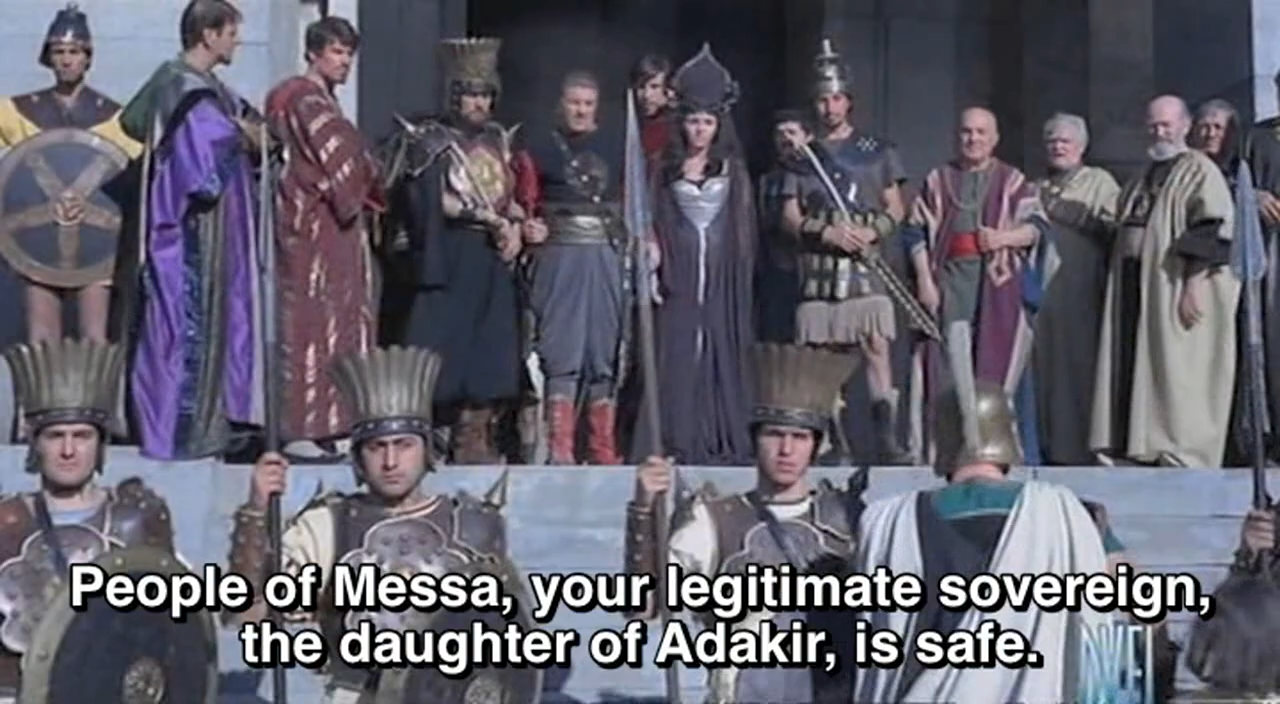 People of Messa, your legitimate sovereign,
the daughter of Adakir, is safe.